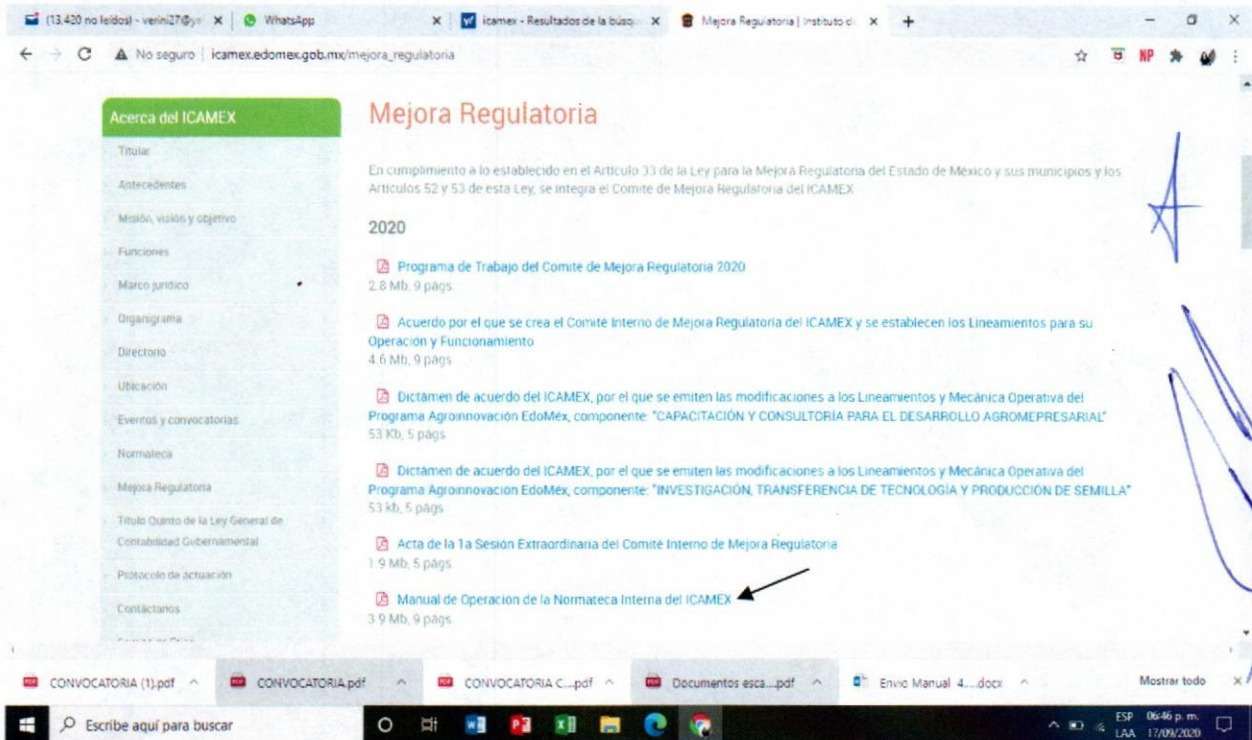 (13,420 no leídos) - verini27@y
WhatsApp
icamex - Resultados de la búsq
Mejora Regulatoria | Instituto d
No seguro | icamex.edomex.gob.mx/mejora_regulatoria
NP
Acerca del ICAMEX
Titular
Antecedentes
Misión, visión y objetivo
Funciones
Marco jurídico
Organigrama
Directorio
Ubicación
Eventos y convocatorias
Normateca
Mejora Regulatoria
Título Quinto de la Ley General de
Contabilidad Gubernamental
Protocolo de actuación
Contáctanos
Mejora Regulatoria
En cumplimiento a lo establecido en el Artículo 33 de la Ley para la Mejora Regulatoria del Estado de México y sus municipios y los
Artículos 52 y 53 de esta Ley, se integra el Comité de Mejora Regulatoria del ICAMEX
2020
Programa de Trabajo del Comite de Mejora Regulatoria 2020
2.8 Mb, 9 págs
Acuerdo por el que se crea el Comité Interno de Mejora Regulatoria del ICAMEX y se establecen los Lineamientos para su
Operación y Funcionamiento
4.6 Mb, 9 págs
Dictámen de acuerdo del ICAMEX, por el que se emiten las modificaciones a los Lineamientos y Mecánica Operativa del
Programa Agroinnovación EdoMéx, componente: "CAPACITACIÓN Y CONSULTORÍA PARA EL DESARROLLO AGROMEPRESARIAL"
53 Kb, 5 págs
Dictámen de acuerdo del ICAMEX, por el que se emiten las modificaciones a los Lineamientos y Mecánica Operativa del
Programa Agroinnovación EdoMéx, componente: "INVESTIGACIÓN, TRANSFERENCIA DE TECNOLOGÍA Y PRODUCCIÓN DE SEMILLA"
53 kb, 5 págs
Acta de la 1a Sesión Extraordinaria del Comité Interno de Mejora Regulatoria
1.9 Mb, 5 págs
Manual de Operación de la Normateca Interna del ICAMEX
3.9 Mb, 9 págs
CONVOCATORIA (1).pdf
CONVOCATORIA.pdf
CONVOCATORIA C....pdf
Documentos esca....pdf
Envio Manual 4....docx
Mostrar todo
Escribe aquí para buscar
ESP 06:46 p. m.
LAA 17/09/2020